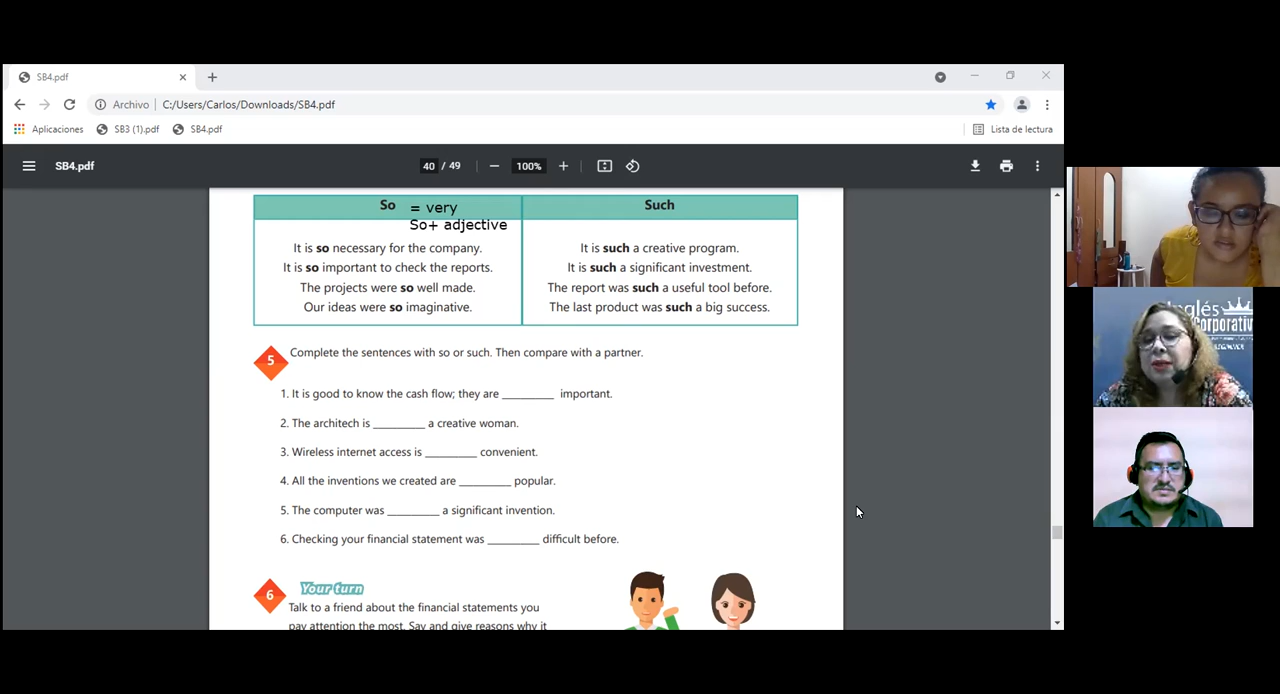 SB4.pdf
Archivo C:/Users/Carlos/Downloads/SB4.pdf
Aplicaciones SB3 (1).pdf SB4.pdf Lista de lectura
SB4.pdf 40 / 49 100%
So = very Such
So+ adjective
It is so necessary for the company.
It is so important to check the reports.
The projects were so well made.
Our ideas were so imaginative.
It is such a creative program.
It is such a significant investment.
The report was such a useful tool before.
The last product was such a big success.
5 Complete the sentences with so or such. Then compare with a partner.
1. It is good to know the cash flow; they are _________ important.
2. The architech is _________ a creative woman.
3. Wireless internet access is _________ convenient.
4. All the inventions we created are _________ popular.
5. The computer was _________ a significant invention.
6. Checking your financial statement was _________ difficult before.
6 Your turn
Talk to a friend about the financial statements you
pay attention the most. Say and give reasons why it
Inglés
Corporativ